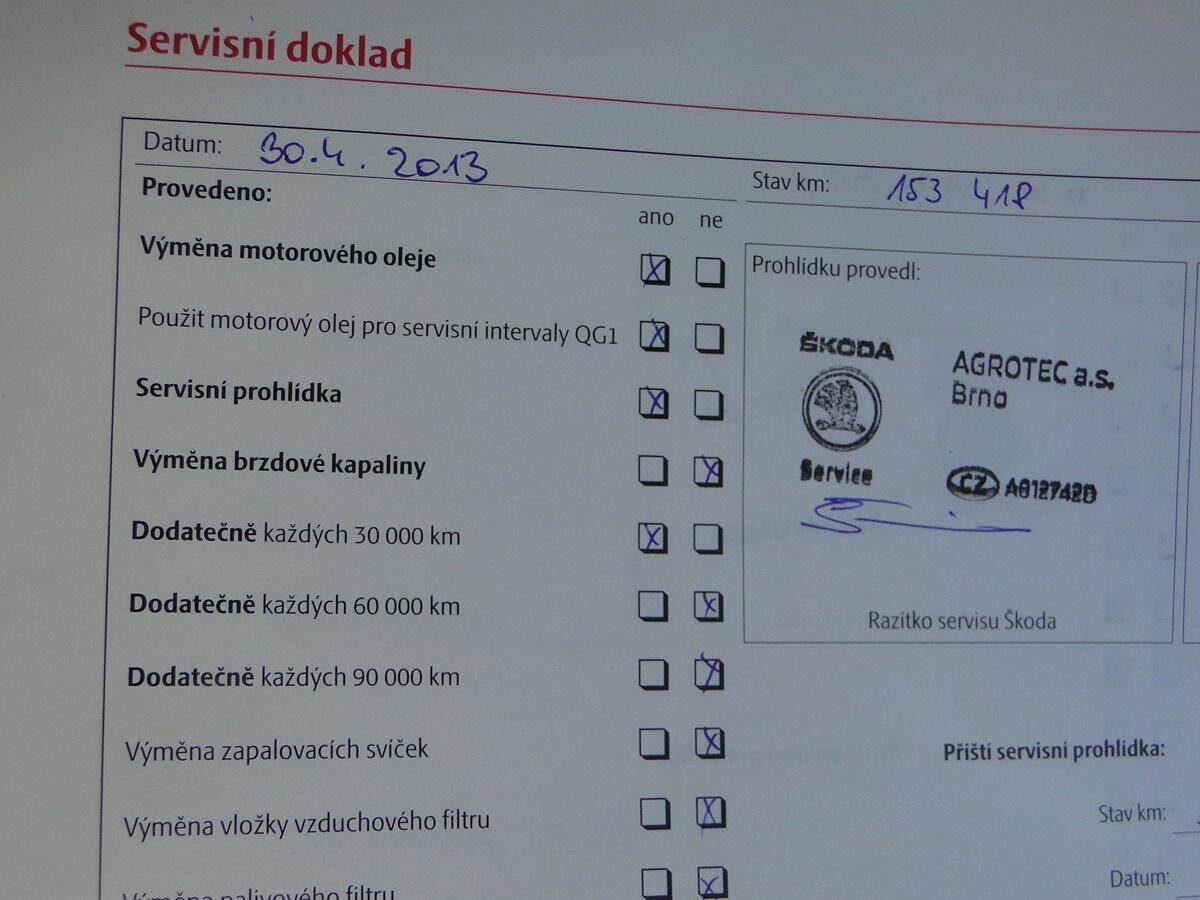 Servisní doklad
Datum: 30.4. 2013
Stav km: 153 418
Provedeno:
ano ne
Výměna motorového oleje
Použit motorový olej pro servisní intervaly QG1
Servisní prohlídka
Výměna brzdové kapaliny
Dodatečně každých 30 000 km
Dodatečně každých 60 000 km
Dodatečně každých 90 000 km
Výměna zapalovacích svíček
Výměna vložky vzduchového filtru
Výměna palivového filtru
Prohlídku provedl:
ŠKODA
Service
AGROTEC a.s.
Brno
CZ
Razítko servisu Škoda
Příští servisní prohlídka:
Stav km:
Datum: